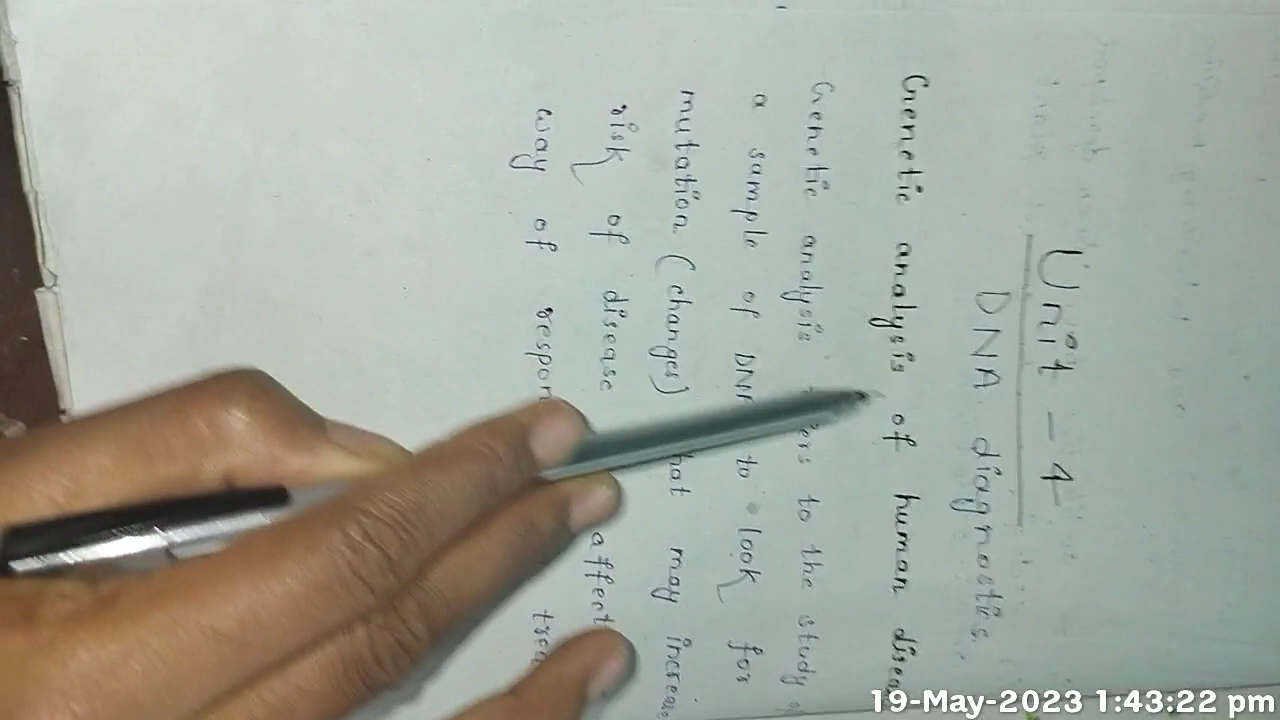 Unit - 4
DNA diagnostics.
Genetic analysis of human
Genetic analysis to the study
a sample of to look for
mutation (changes) may
risk of disease affect
way of
19-May-2023 1:43:22 pm